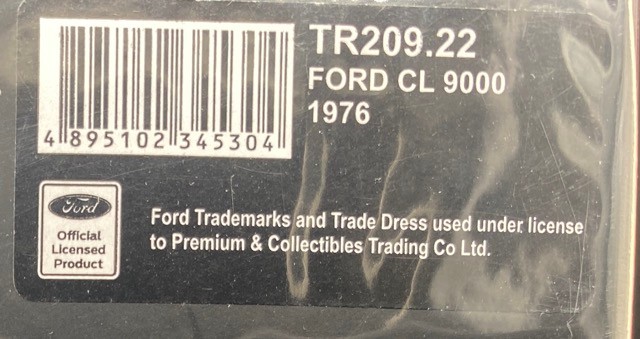 TR209.22
FORD CL 9000
1976
4 895102 345304
Ford
Official
Licensed
Product
Ford Trademarks and Trade Dress used under license
to Premium & Collectibles Trading Co Ltd.